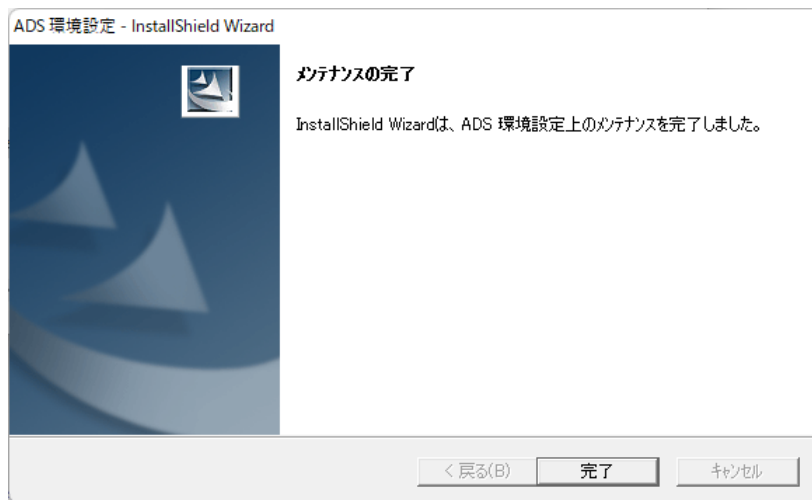 ADS 環境設定 - InstallShield Wizard
ﾒﾝﾃﾅﾝｽの完了
InstallShield Wizardは、ADS 環境設定上のﾒﾝﾃﾅﾝｽを完了しました。
< 戻る(B)
完了
ｷｬﾝｾﾙ